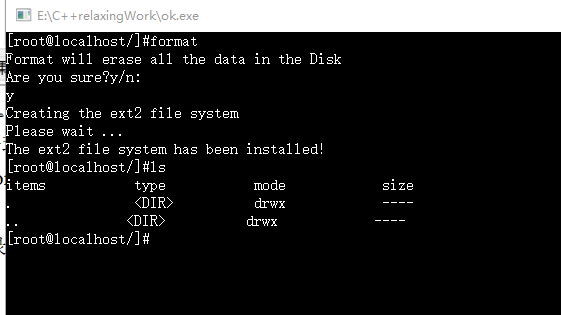 E:\C++relaxingWork\ok.exe
[root@localhost/]#format
Format will erase all the data in the Disk
Are you sure?y/n:
y
Creating the ext2 file system
Please wait ...
The ext2 file system has been installed!
[root@localhost/]#ls
items type mode size
. <DIR> drwx ----
.. <DIR> drwx ----
[root@localhost/]#